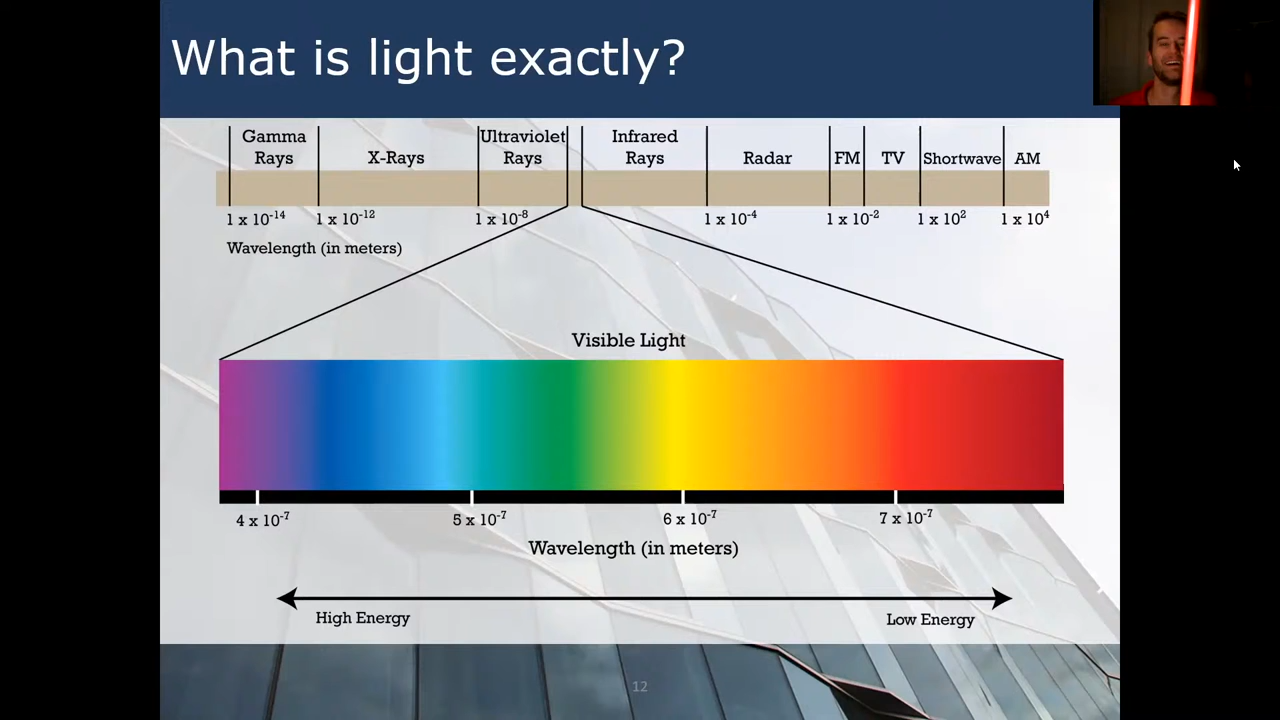 What is light exactly?
Gamma Rays
X-Rays
Ultraviolet Rays
Infrared Rays
Radar
FM
TV
Shortwave
AM
1 x 10⁻¹⁴
1 x 10⁻¹²
1 x 10⁻⁸
1 x 10⁻⁴
1 x 10⁻²
1 x 10²
1 x 10⁴
Wavelength (in meters)
Visible Light
4 x 10⁻⁷
5 x 10⁻⁷
6 x 10⁻⁷
7 x 10⁻⁷
Wavelength (in meters)
High Energy
Low Energy
12